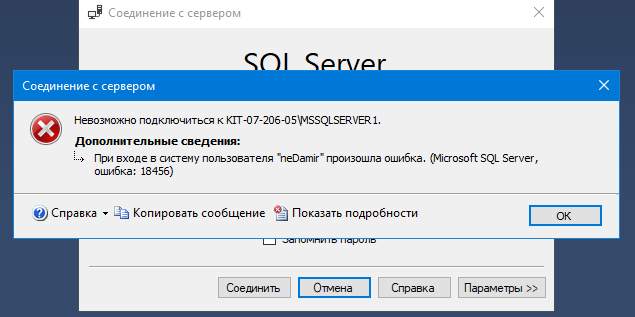 Соединение с сервером
SQL Server
Соединение с сервером
Невозможно подключиться к KIT-07-206-05\MSSQLSERVER1.
Дополнительные сведения:
При входе в систему пользователя "neDamir" произошла ошибка. (Microsoft SQL Server,
ошибка: 18456)
Справка
Копировать сообщение
Показать подробности
OK
Запомнить пароль
Соединить
Отмена
Справка
Параметры >>